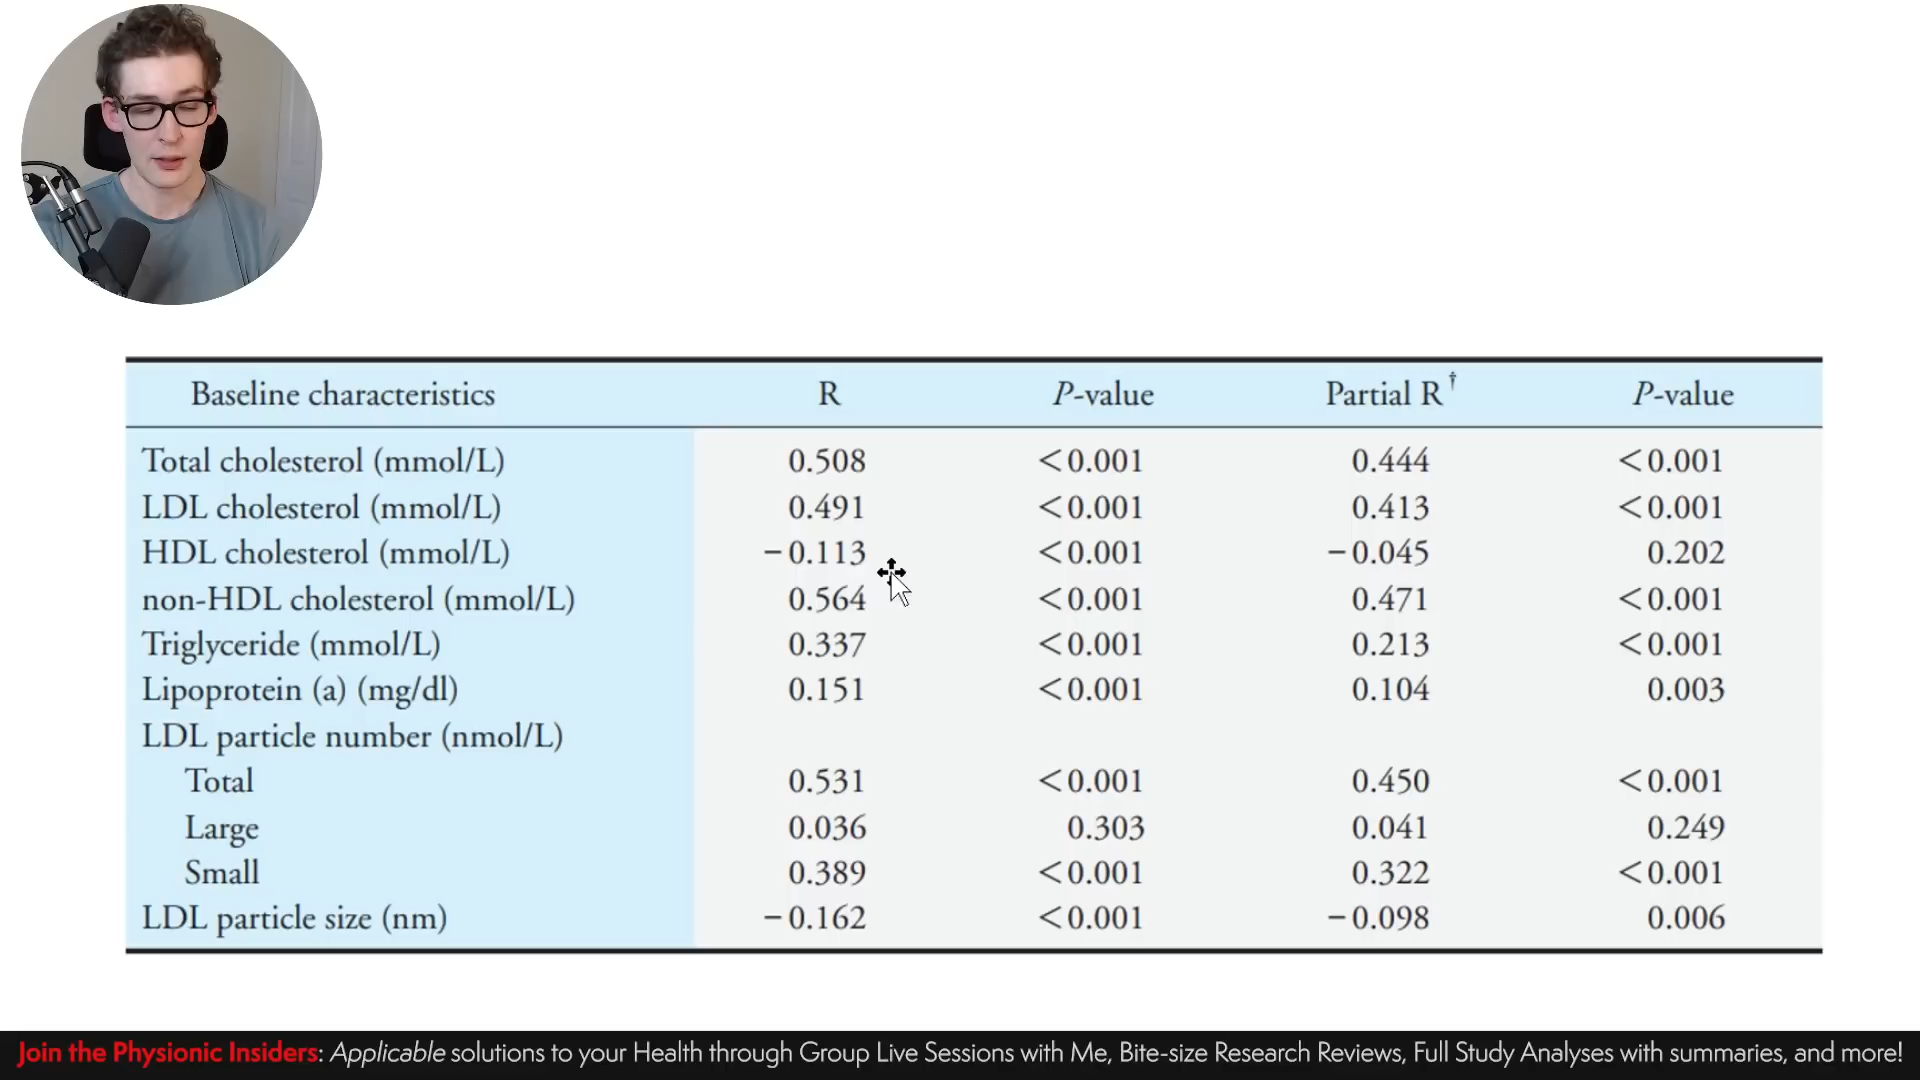 Baseline characteristics R P-value Partial R† P-value
Total cholesterol (mmol/L) 0.508 <0.001 0.444 <0.001
LDL cholesterol (mmol/L) 0.491 <0.001 0.413 <0.001
HDL cholesterol (mmol/L) −0.113 <0.001 −0.045 0.202
non-HDL cholesterol (mmol/L) 0.564 <0.001 0.471 <0.001
Triglyceride (mmol/L) 0.337 <0.001 0.213 <0.001
Lipoprotein (a) (mg/dl) 0.151 <0.001 0.104 0.003
LDL particle number (nmol/L)
Total 0.531 <0.001 0.450 <0.001
Large 0.036 0.303 0.041 0.249
Small 0.389 <0.001 0.322 <0.001
LDL particle size (nm) −0.162 <0.001 −0.098 0.006
Join the Physionic Insiders: Applicable solutions to your Health through Group Live Sessions with Me, Bite-size Research Reviews, Full Study Analyses with summaries, and more!